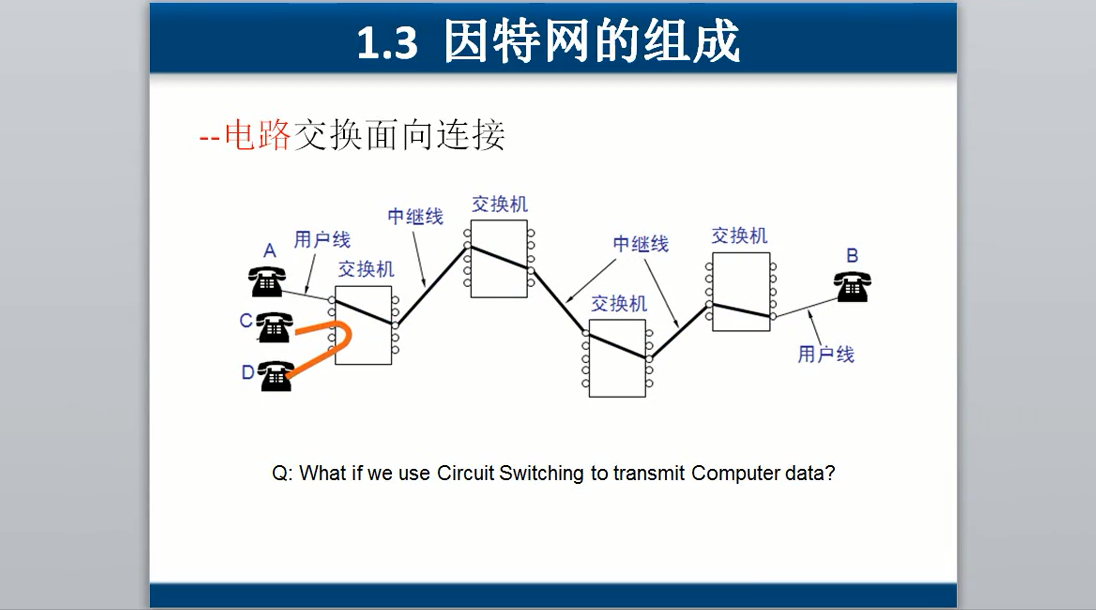 1.3 因特网的组成
--电路交换面向连接
交换机
中继线
A
用户线
交换机
中继线
交换机
B
交换机
C
D
用户线
Q: What if we use Circuit Switching to transmit Computer data?